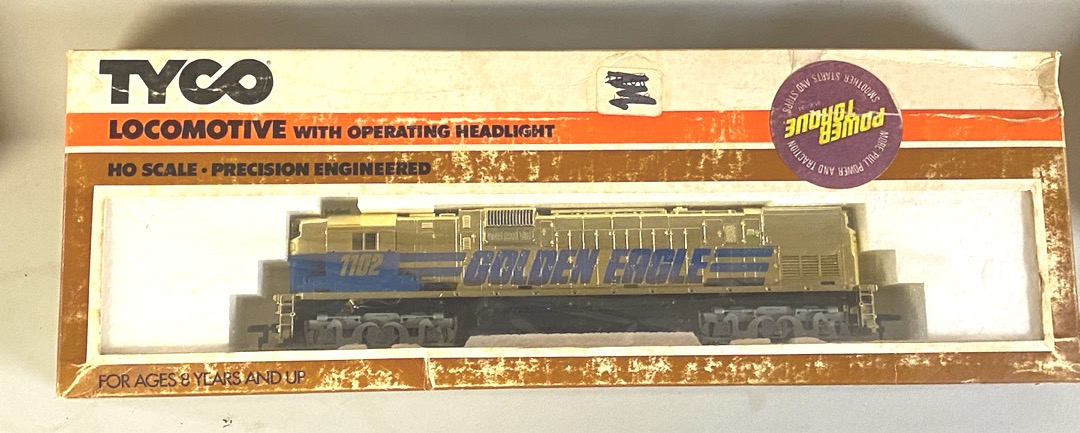 TYCO
LOCOMOTIVE WITH OPERATING HEADLIGHT
HO SCALE • PRECISION ENGINEERED
SMOOTHER STARTS AND STOPS
POWER
TORQUE
MORE PULL POWER AND TRACTION
1102
GOLDEN EAGLE
FOR AGES 8 YEARS AND UP